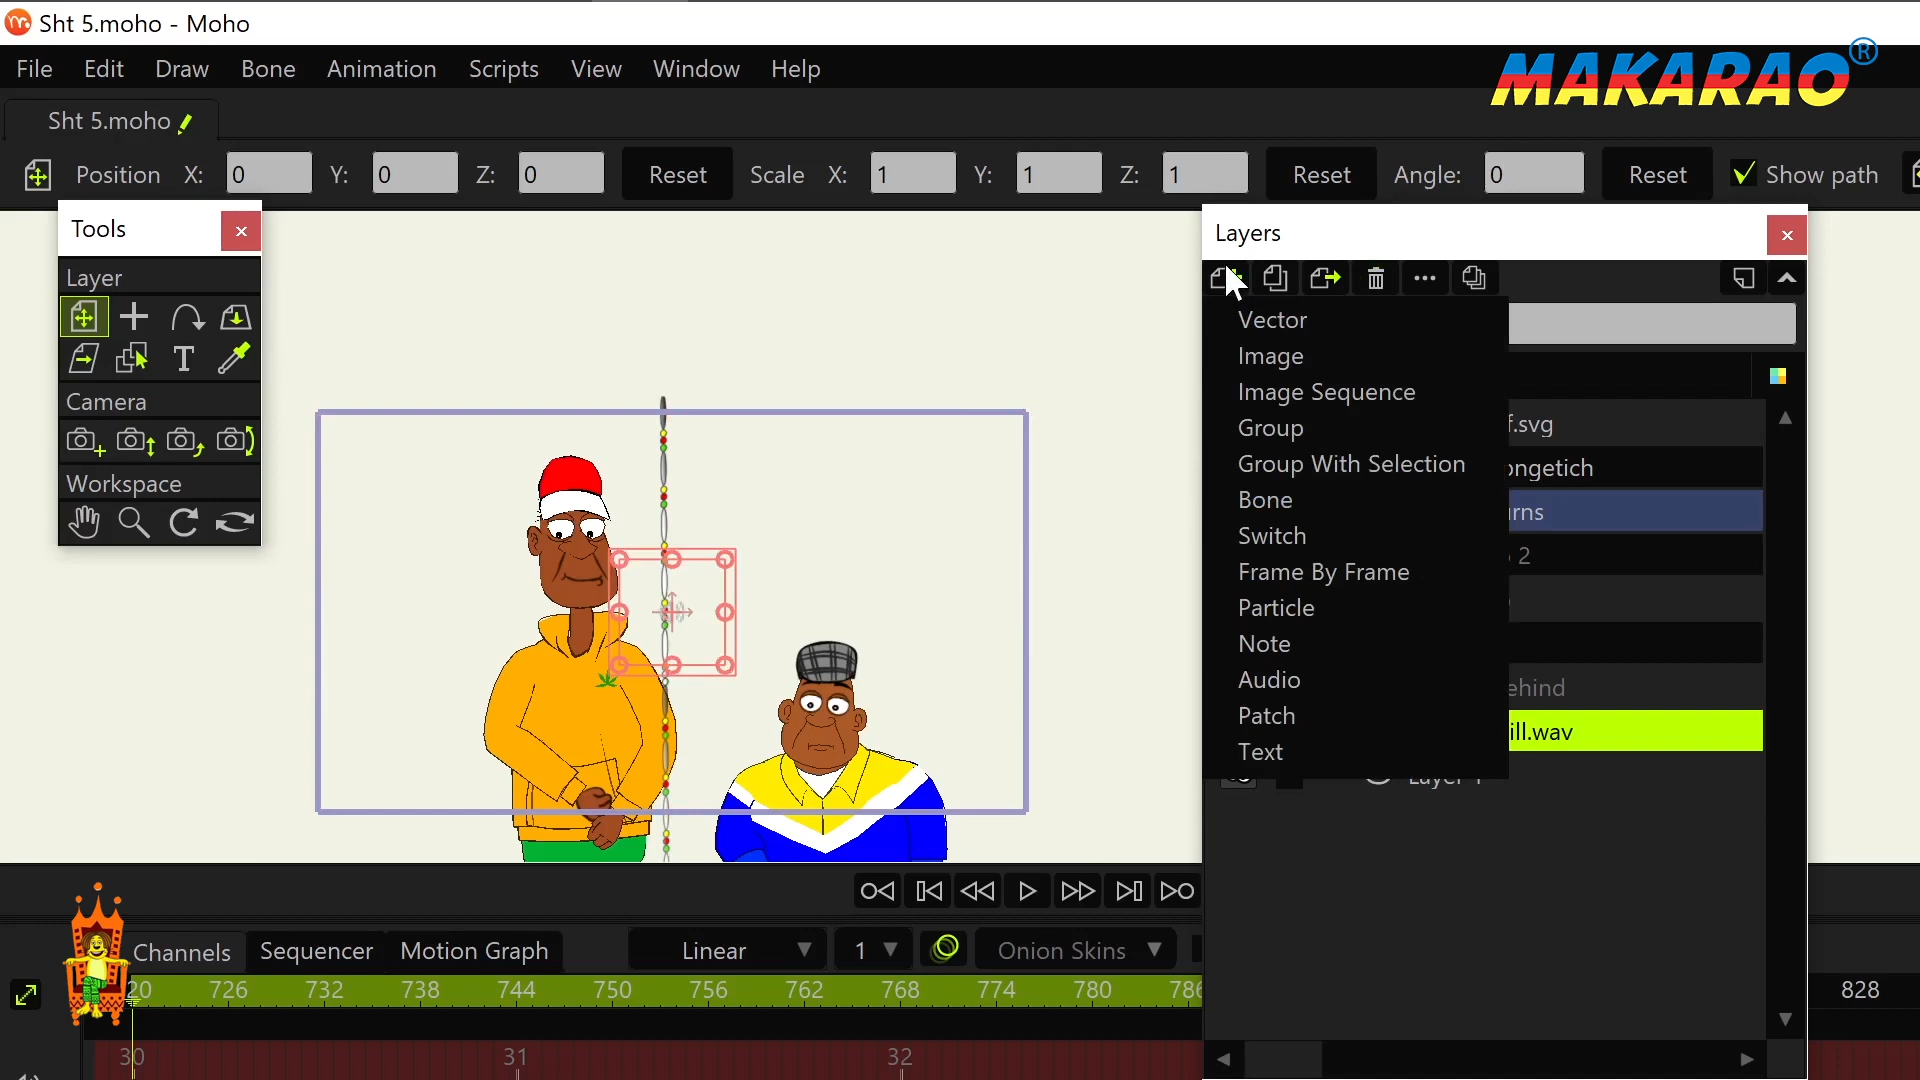 Sht 5.moho - Moho
File Edit Draw Bone Animation Scripts View Window Help
MAKARAO®
Sht 5.moho
Position X: 0 Y: 0 Z: 0 Reset Scale X: 1 Y: 1 Z: 1 Reset Angle: 0 Reset Show path
Tools
Layer
T
Camera
Workspace
Layers
Vector
Image
Image Sequence
Group
Group With Selection
Bone
Switch
Frame By Frame
Particle
Note
Audio
Patch
Text
f.svg
ongetich
2
ehind
ill.wav
Channels Sequencer Motion Graph Linear 1 Onion Skins
20 726 732 738 744 750 756 762 768 774 780 786 828
30 31 32